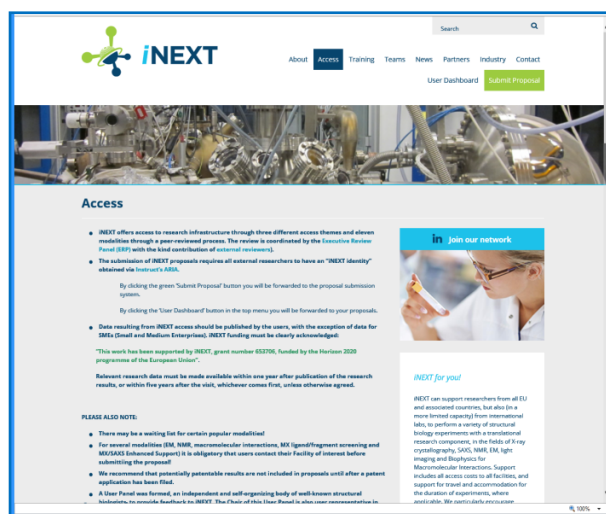 Search
iNEXT
About Access Training Teams News Partners Industry Contact
User Dashboard Submit Proposal
Access
iNEXT offers access to research infrastructure through three different access themes and eleven
modalities through a peer-reviewed process. The review is coordinated by the Executive Review
Panel (ERP) with the kind contribution of external reviewers).
The submission of iNEXT proposals requires all external researchers to have an "iNEXT identity"
obtained via Instruct's ARIA.
By clicking the green 'Submit Proposal' button you will be forwarded to the proposal submission
system.
By clicking the 'User Dashboard' button in the top menu you will be forwarded to your proposals.
Data resulting from iNEXT access should be published by the users, with the exception of data for
SMEs (Small and Medium Enterprises). iNEXT funding must be clearly acknowledged:
"This work has been supported by iNEXT, grant number 653706, funded by the Horizon 2020
programme of the European Union".
Relevant research data must be made available within one year after publication of the research
results, or within five years after the visit, whichever comes first, unless otherwise agreed.
PLEASE ALSO NOTE:
There may be a waiting list for certain popular modalities!
For several modalities (EM, NMR, macromolecular interactions, MX ligand/fragment screening and
MX/SAXS Enhanced Support) it is obligatory that users contact their Facility of interest before
submitting the proposal!
We recommend that potentially patentable results are not included in proposals until after a patent
application has been filed.
A User Panel was formed, an independent and self-organizing body of well-known structural
biologists, to provide feedback to iNEXT. The Chair of this User Panel is also user representative in
in Join our network
iNEXT for you!
iNEXT can support researchers from all EU
and associated countries, but also (in a
more limited capacity) from international
labs, to perform a variety of structural
biology experiments with a translational
research component, in the fields of X-ray
crystallography, SAXS, NMR, EM, light
imaging and Biophysics for
Macromolecular Interactions. Support
includes all access costs to all facilities, and
support for travel and accommodation for
the duration of experiments, where
applicable. We particularly encourage
100%